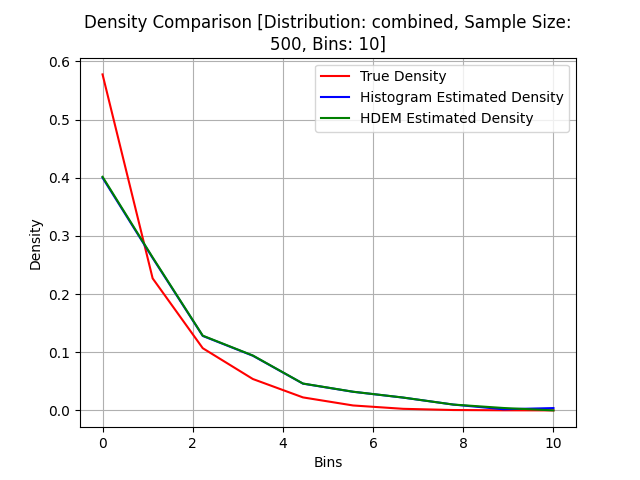 Density Comparison [Distribution: combined, Sample Size:
500, Bins: 10]
True Density
Histogram Estimated Density
HDEM Estimated Density
Density
0.6
0.5
0.4
0.3
0.2
0.1
0.0
0 2 4 6 8 10
Bins